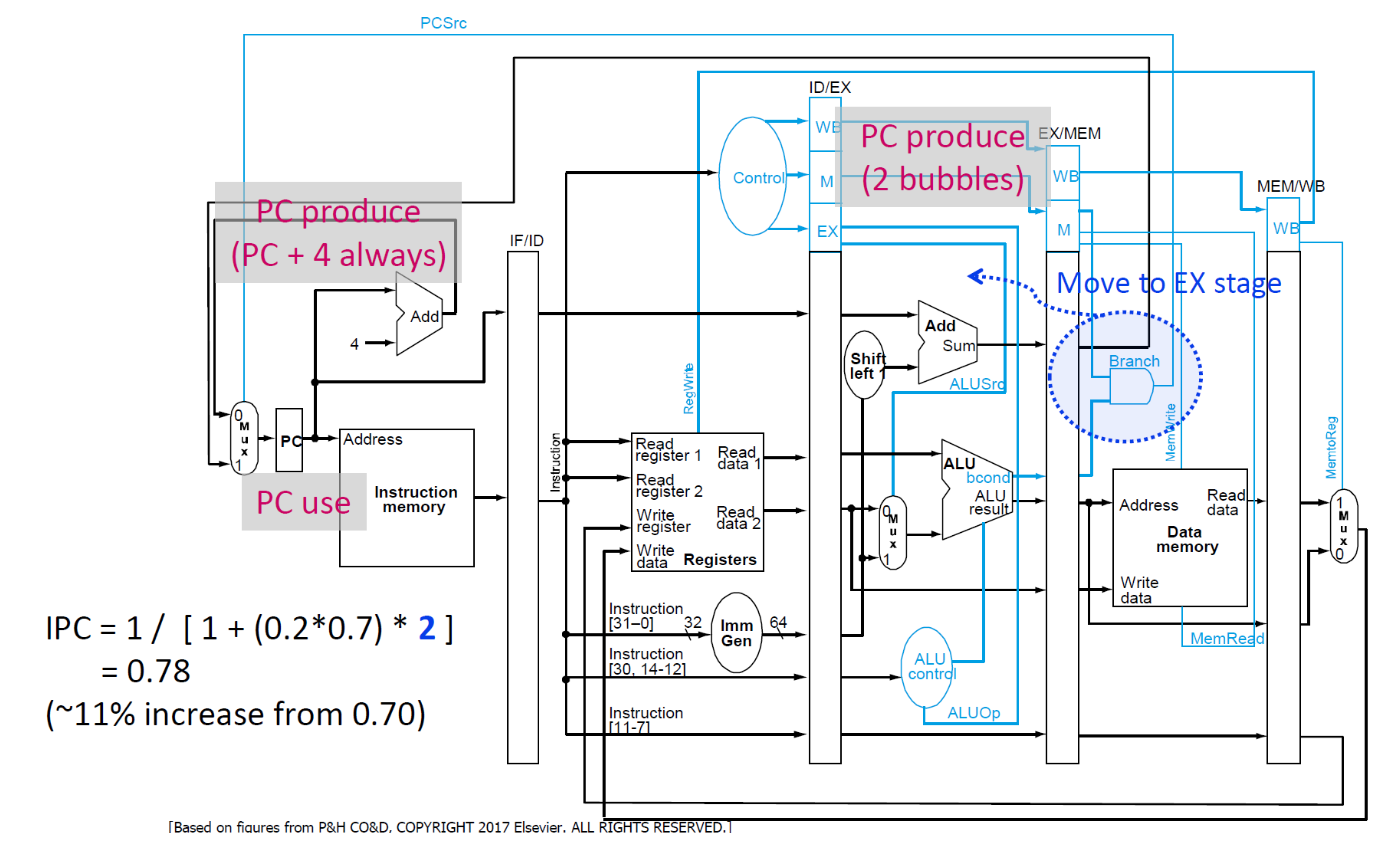 PCSrc
ID/EX
WB
PC produce
(2 bubbles)
EX/MEM
Control
M
WB
MEM/WB
PC produce
(PC + 4 always)
IF/ID
EX
M
WB
Move to EX stage
Add
4
Add
Sum
Shift
left 1
Branch
ALUSrc
RegWrite
MemWrite
MemtoReg
0
M
u
x
1
PC
Address
Instruction
memory
PC use
Instruction
Read
register 1
Read
data 1
Read
register 2
Write
register
Read
data 2
Write
data
Registers
ALU
bcond
ALU
result
0
M
u
x
1
Address
Read
data
Data
memory
Write
data
MemRead
1
M
u
x
0
IPC = 1 / [ 1 + (0.2*0.7) * 2 ]
= 0.78
(~11% increase from 0.70)
Instruction
[31–0]
32
Imm
Gen
64
Instruction
[30, 14-12]
ALU
control
Instruction
[11-7]
ALUOp
[Based on figures from P&H CO&D, COPYRIGHT 2017 Elsevier. ALL RIGHTS RESERVED.]